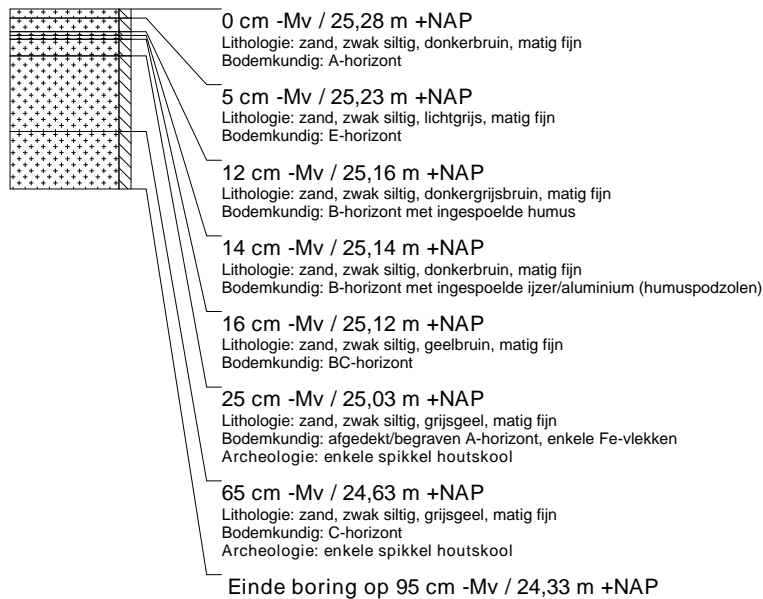 0 cm -Mv / 25,28 m +NAP
Lithologie: zand, zwak siltig, donkerbruin, matig fijn
Bodemkundig: A-horizont
5 cm -Mv / 25,23 m +NAP
Lithologie: zand, zwak siltig, lichtgrijs, matig fijn
Bodemkundig: E-horizont
12 cm -Mv / 25,16 m +NAP
Lithologie: zand, zwak siltig, donkergrijsbruin, matig fijn
Bodemkundig: B-horizont met ingespoelde humus
14 cm -Mv / 25,14 m +NAP
Lithologie: zand, zwak siltig, donkerbruin, matig fijn
Bodemkundig: B-horizont met ingespoelde ijzer/aluminium (humuspodzolen)
16 cm -Mv / 25,12 m +NAP
Lithologie: zand, zwak siltig, geelbruin, matig fijn
Bodemkundig: BC-horizont
25 cm -Mv / 25,03 m +NAP
Lithologie: zand, zwak siltig, grijsgeel, matig fijn
Bodemkundig: afgedekt/begraven A-horizont, enkele Fe-vlekken
Archeologie: enkele spikkel houtskool
65 cm -Mv / 24,63 m +NAP
Lithologie: zand, zwak siltig, grijsgeel, matig fijn
Bodemkundig: C-horizont
Archeologie: enkele spikkel houtskool
Einde boring op 95 cm -Mv / 24,33 m +NAP